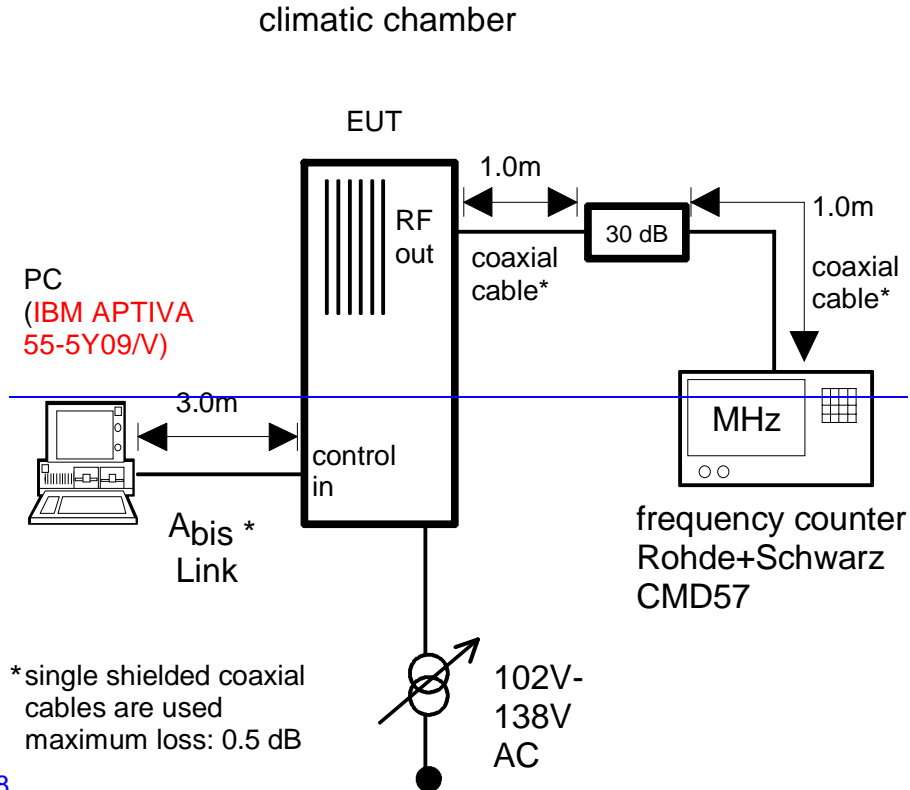 climatic chamber
EUT
1.0m
RF
out
30 dB
1.0m
coaxial
cable*
coaxial
cable*
PC
(IBM APTIVA
55-5Y09/V)
3.0m
MHz
control
in
Abis *
Link
frequency counter
Rohde+Schwarz
CMD57
*single shielded coaxial
cables are used
maximum loss: 0.5 dB
102V-
138V
AC